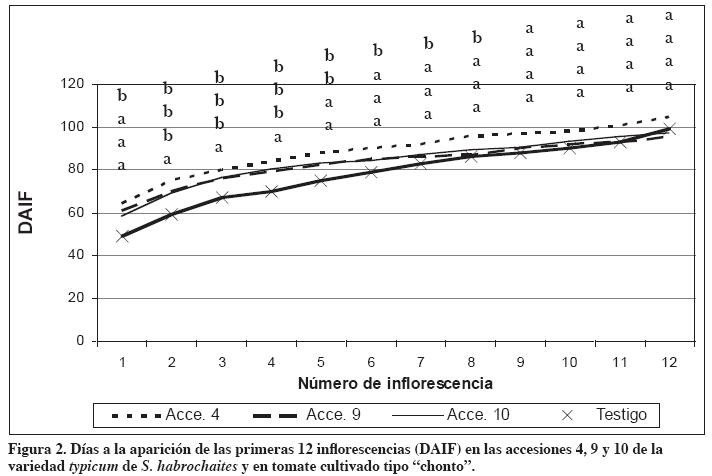 b b b b b b b b a a a a
a b b b b a a a a a a a
a b b b a a a a a a a a
a a a a a a a a a a a a
120
100
80
60
40
20
0
DAIF
1 2 3 4 5 6 7 8 9 10 11 12
Número de inflorescencia
Acce. 4 Acce. 9 Acce. 10 Testigo
Figura 2. Días a la aparición de las primeras 12 inflorescencias (DAIF) en las accesiones 4, 9 y 10 de la
variedad typicum de S. habrochaites y en tomate cultivado tipo “chonto”.